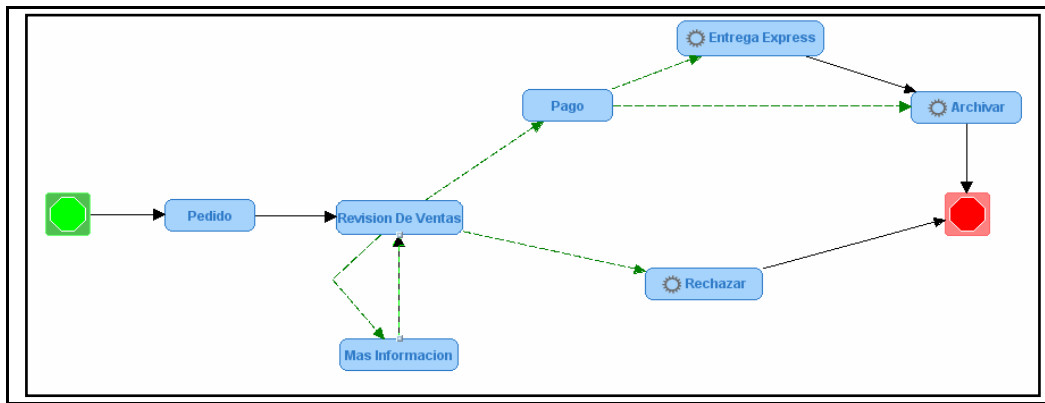 Entrega Express
Pago
Archivar
Pedido
Revision De Ventas
Rechazar
Mas Informacion